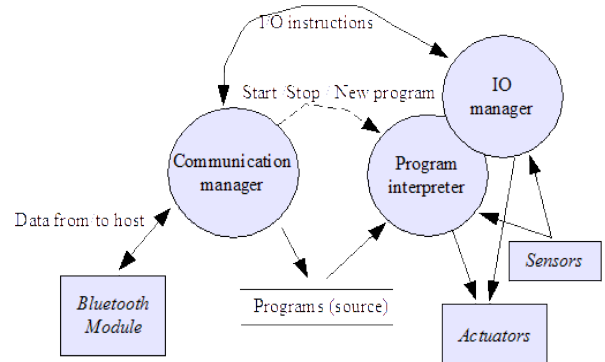 I/O instructions
Start /Stop / New program
IO
manager
Communication
manager
Program
interpreter
Data from/to host
Sensors
Bluetooth
Module
Programs (source)
Actuators